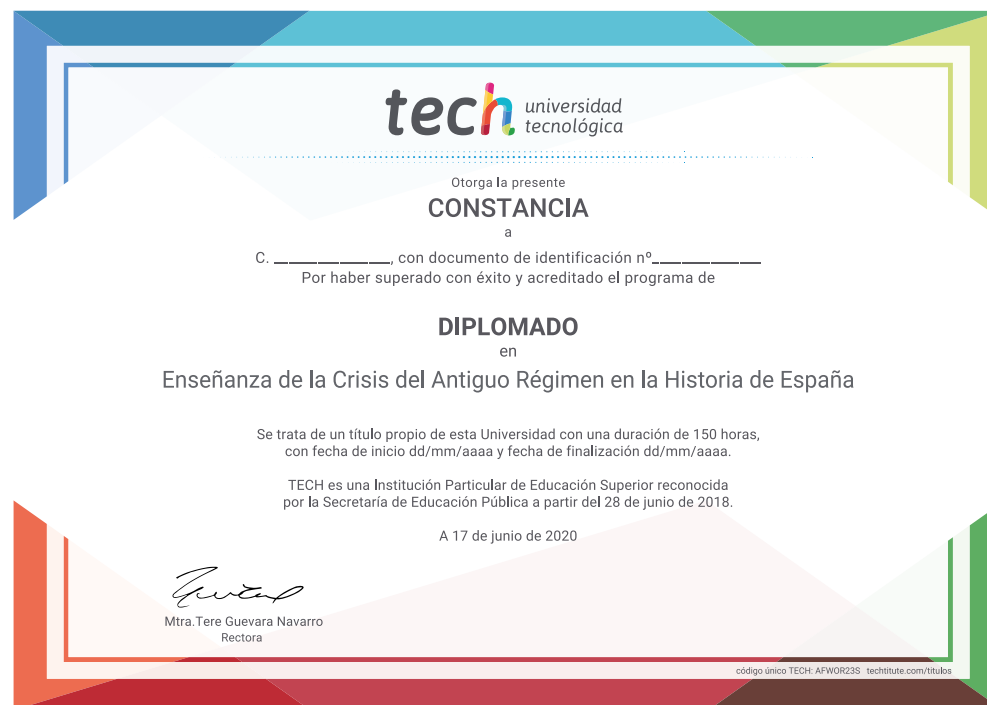 tech universidad
tecnológica
Otorga la presente
CONSTANCIA
a
C. ______________, con documento de identificación nº_____________
Por haber superado con éxito y acreditado el programa de
DIPLOMADO
en
Enseñanza de la Crisis del Antiguo Régimen en la Historia de España
Se trata de un título propio de esta Universidad con una duración de 150 horas,
con fecha de inicio dd/mm/aaaa y fecha de finalización dd/mm/aaaa.
TECH es una Institución Particular de Educación Superior reconocida
por la Secretaría de Educación Pública a partir del 28 de junio de 2018.
A 17 de junio de 2020
Mtra.Tere Guevara Navarro
Rectora
código único TECH: AFWOR23S techtitute.com/titulos